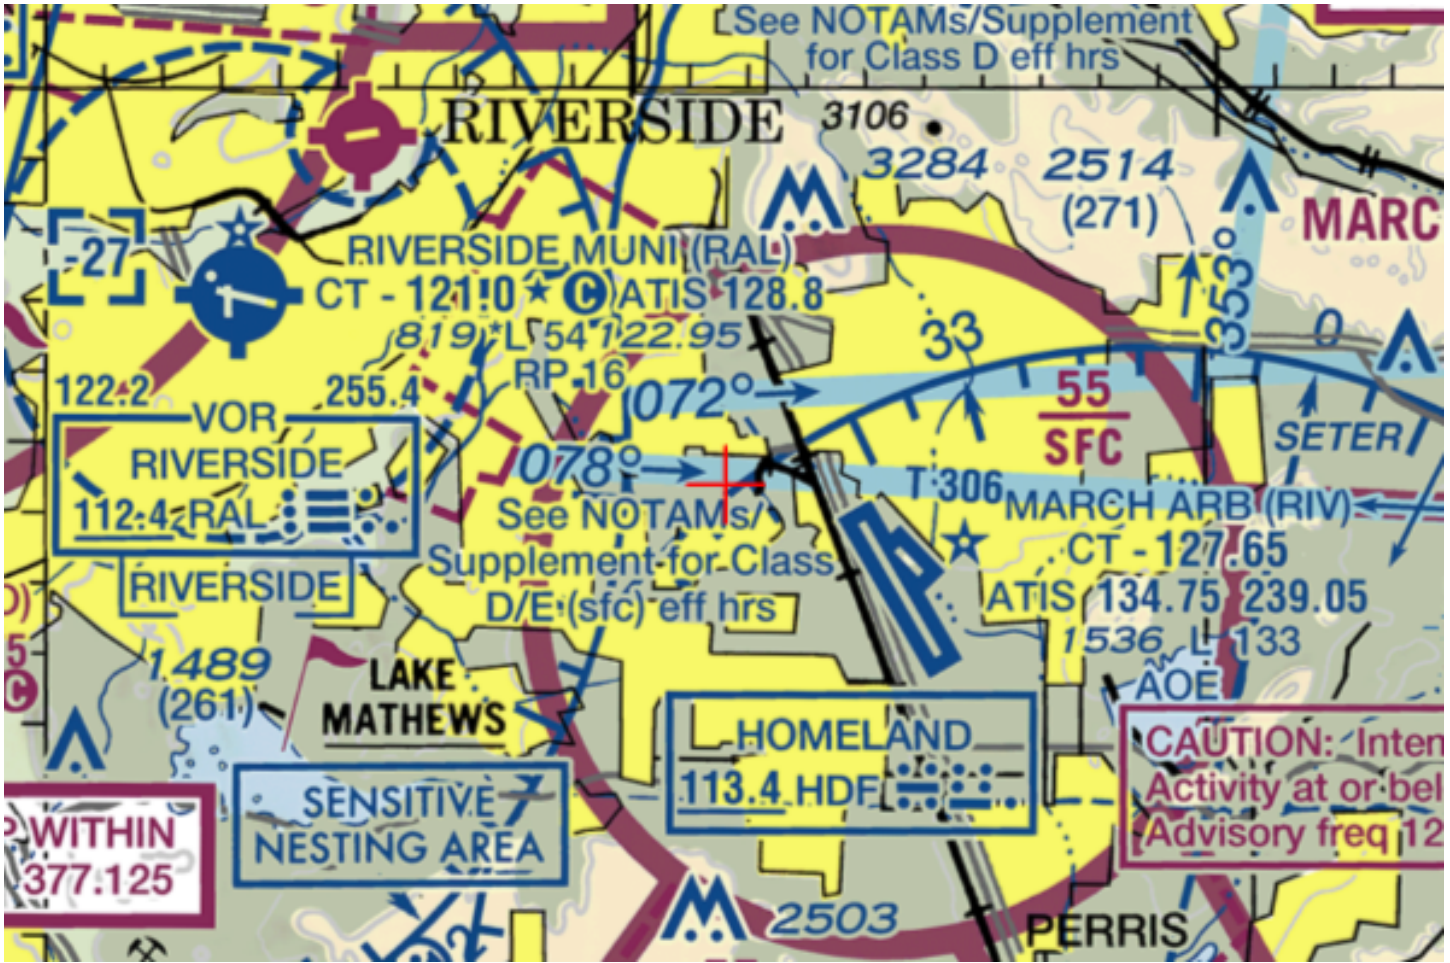 See NOTAMs/Supplement
for Class D eff hrs
RIVERSIDE
3106
3284
2514
(271)
MARC
-27
RIVERSIDE MUNI (RAL)
CT - 121.0 ★ C ATIS 128.8
819 *L 54 122.95
RP 16
33
353°
0
122.2
255.4
VOR
RIVERSIDE
112.4 RAL
RIVERSIDE
072°
55
SFC
SETER
078°
T 306
See NOTAMs/
Supplement for Class
D/E (sfc) eff hrs
MARCH ARB (RIV)
CT - 127.65
ATIS 134.75 239.05
1536 L 133
AOE
5
C
1489
(261)
LAKE
MATHEWS
HOMELAND
113.4 HDF
CAUTION: Inten
Activity at or bel
Advisory freq 12
SENSITIVE
NESTING AREA
WITHIN
377.125
2503
PERRIS